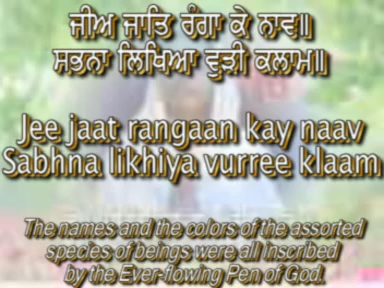 ਜੀਅ ਜਾਤਿ ਰੰਗਾ ਕੇ ਨਾਵ॥
ਸਭਨਾ ਲਿਖਿਆ ਵੁੜੀ ਕਲਾਮ॥
Jee jaat rangaan kay naav
Sabhna likhiya vurree klaam
The names and the colors of the assorted
species of beings were all inscribed
by the Ever-flowing Pen of God.